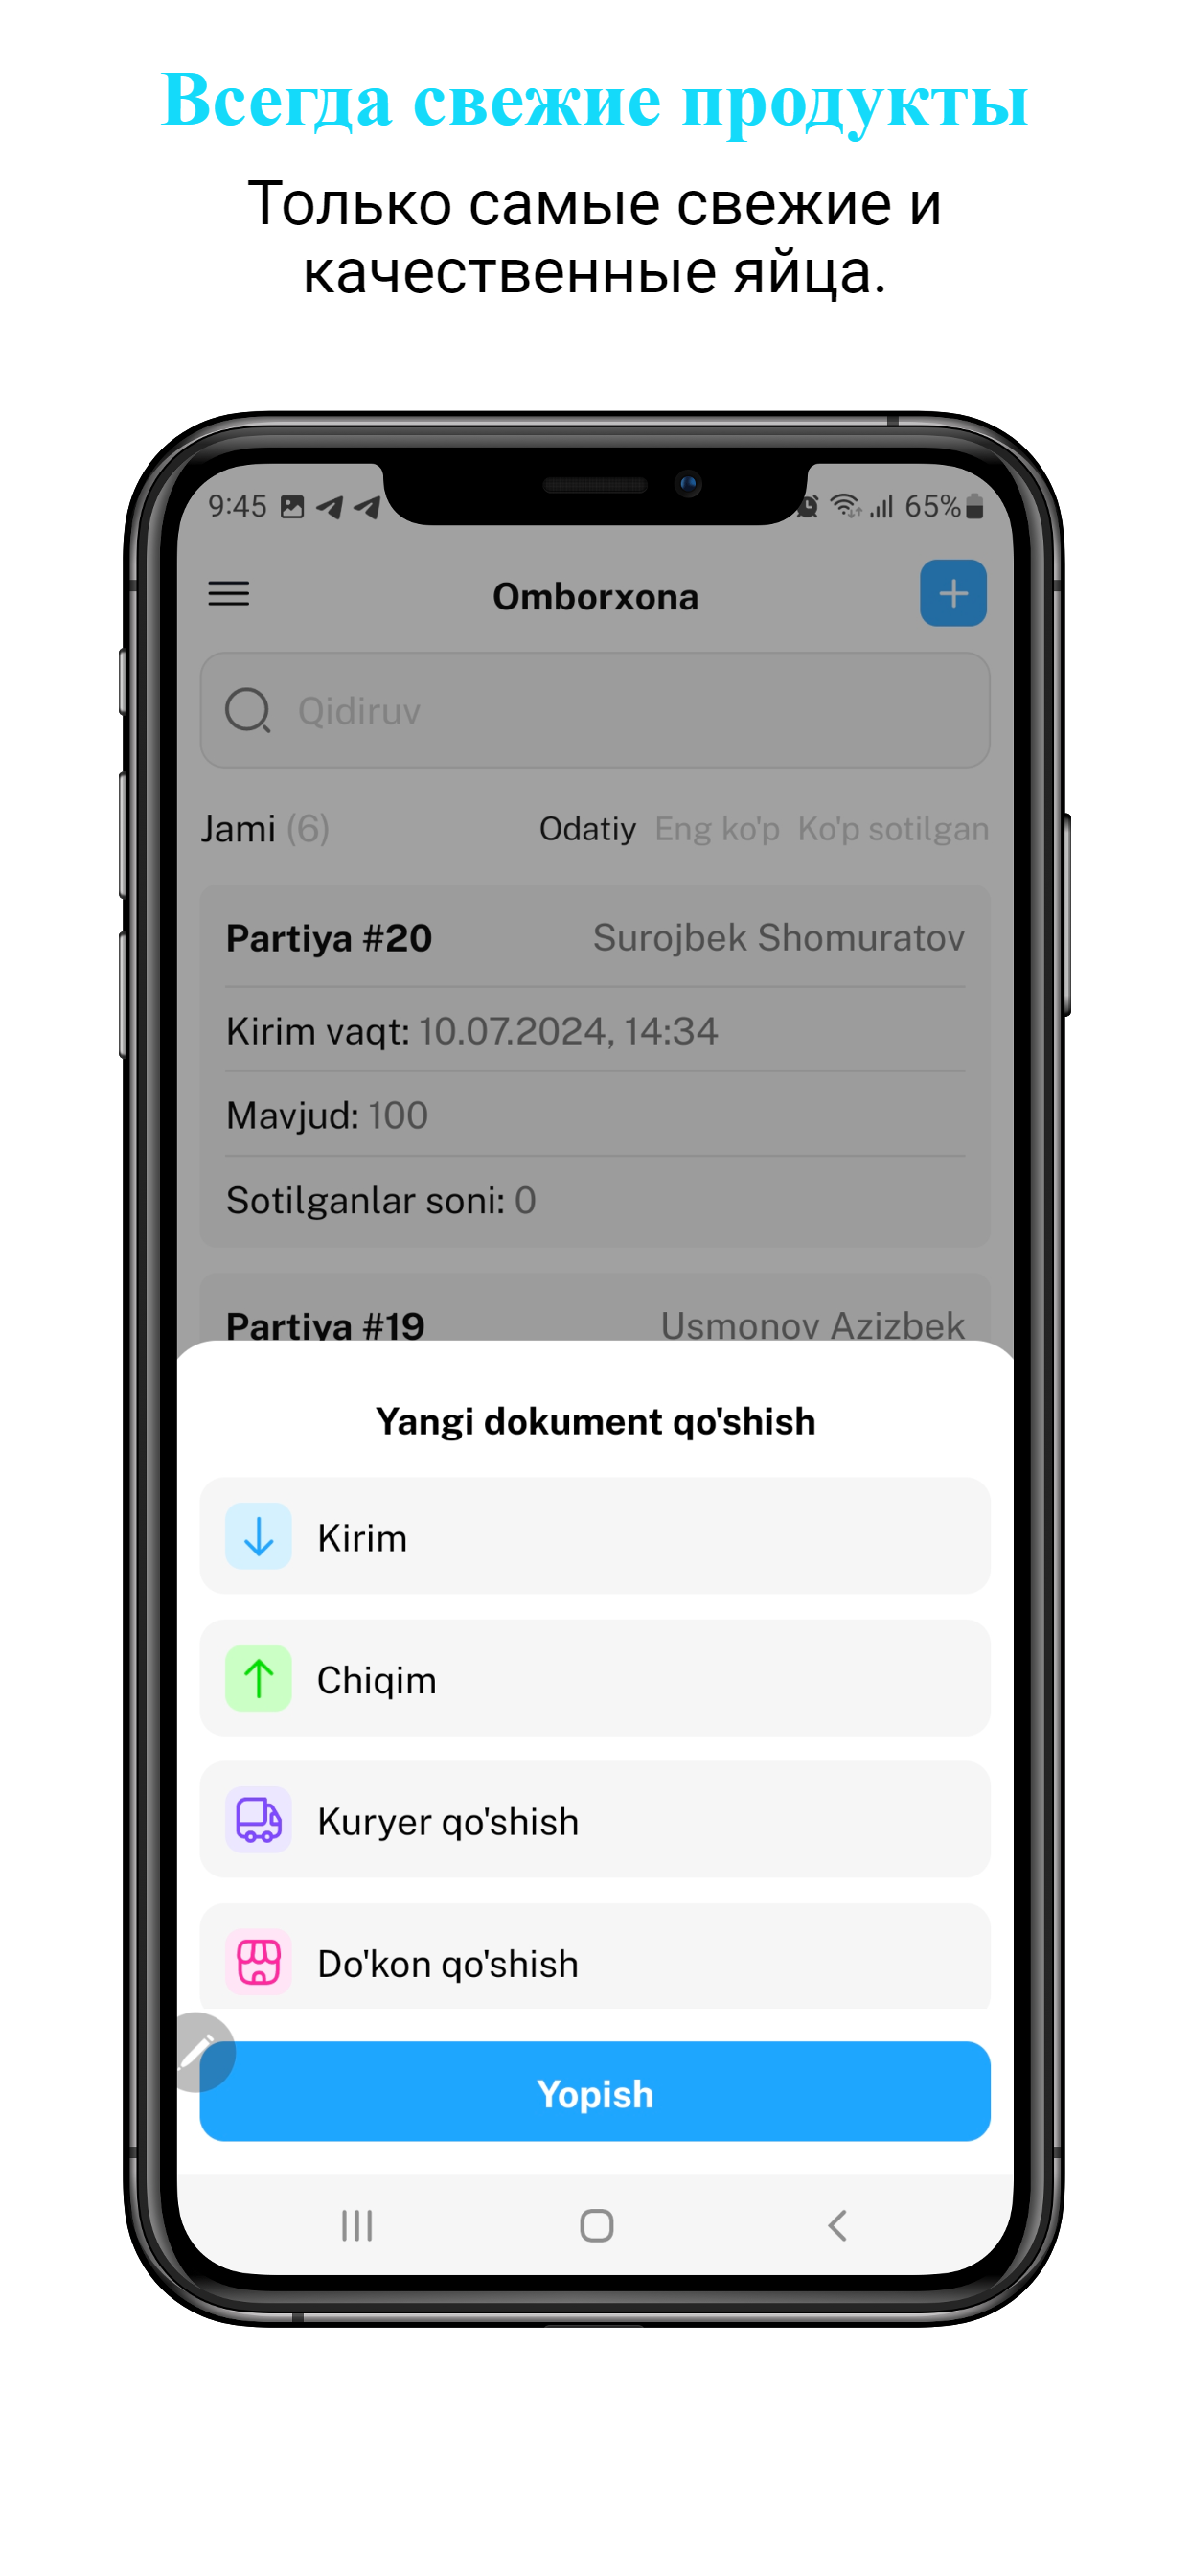 Всегда свежие продукты
Только самые свежие и
качественные яйца.
9:45 65%
Omborxona
Qidiruv
Jami (6) Odatiy Eng ko'p Ko'p sotilgan
Partiya #20 Surojbek Shomuratov
Kirim vaqt: 10.07.2024, 14:34
Mavjud: 100
Sotilganlar soni: 0
Partiya #19 Usmonov Azizbek
Yangi dokument qo'shish
Kirim
Chiqim
Kuryer qo'shish
Do'kon qo'shish
Yopish